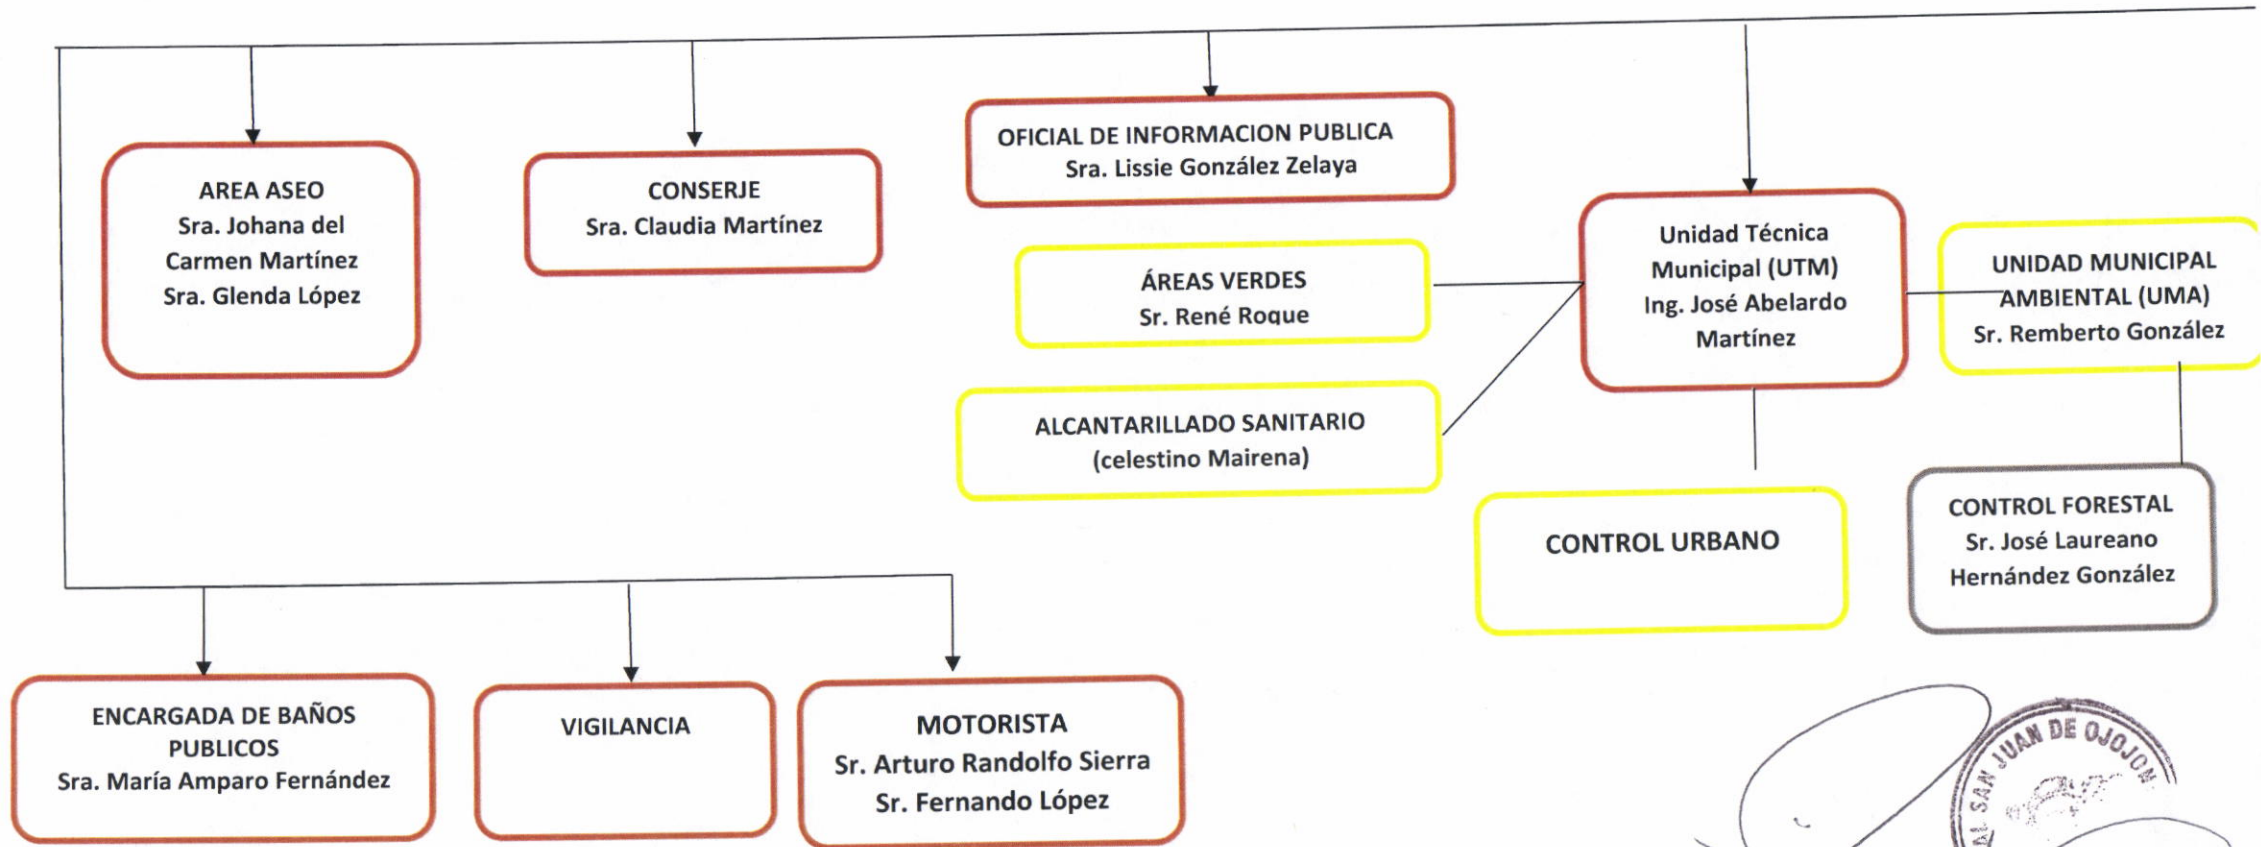 AREA ASEO
Sra. Johana del
Carmen Martínez
Sra. Glenda López
CONSERJE
Sra. Claudia Martínez
OFICIAL DE INFORMACION PUBLICA
Sra. Lissie González Zelaya
ÁREAS VERDES
Sr. René Roque
ALCANTARILLADO SANITARIO
(celestino Mairena)
Unidad Técnica
Municipal (UTM)
Ing. José Abelardo
Martínez
UNIDAD MUNICIPAL
AMBIENTAL (UMA)
Sr. Remberto González
CONTROL URBANO
CONTROL FORESTAL
Sr. José Laureano
Hernández González
ENCARGADA DE BAÑOS
PUBLICOS
Sra. María Amparo Fernández
VIGILANCIA
MOTORISTA
Sr. Arturo Randolfo Sierra
Sr. Fernando López
SAN JUAN DE OJOJON